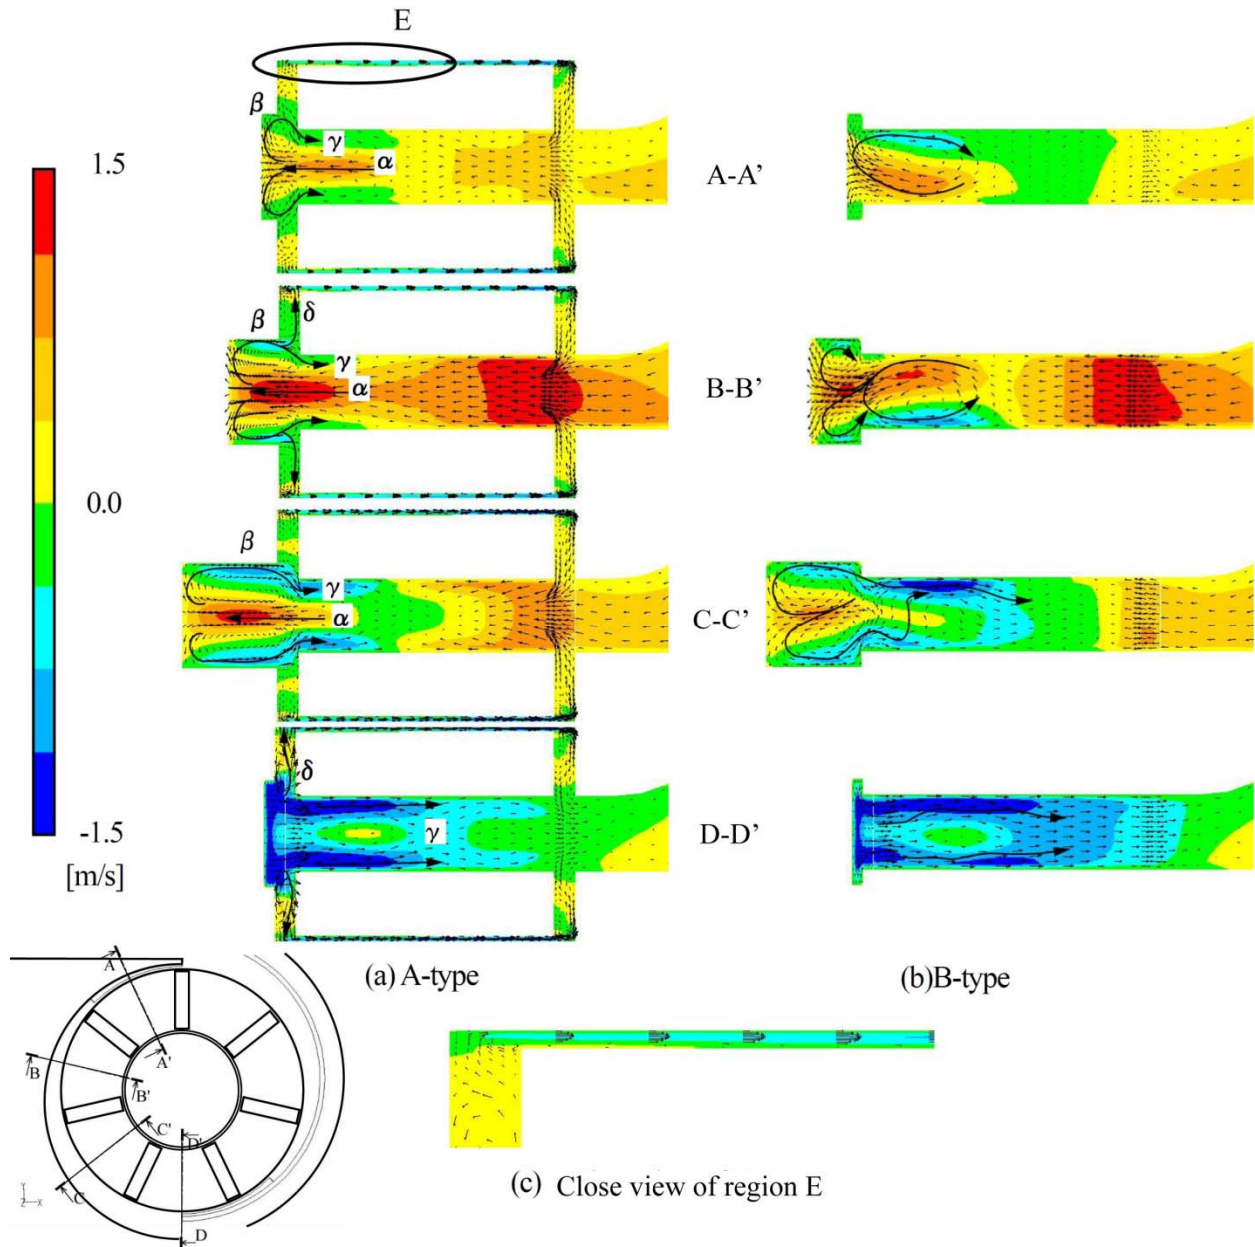 E
β
γ
α
A-A’
1.5
β
δ
γ
α
B-B’
0.0
β
γ
α
C-C’
δ
γ
D-D’
-1.5
[m/s]
(a) A-type
(b)B-type
A
A'
B
B'
C
C'
D'
D
Y
Z X
(c) Close view of region E